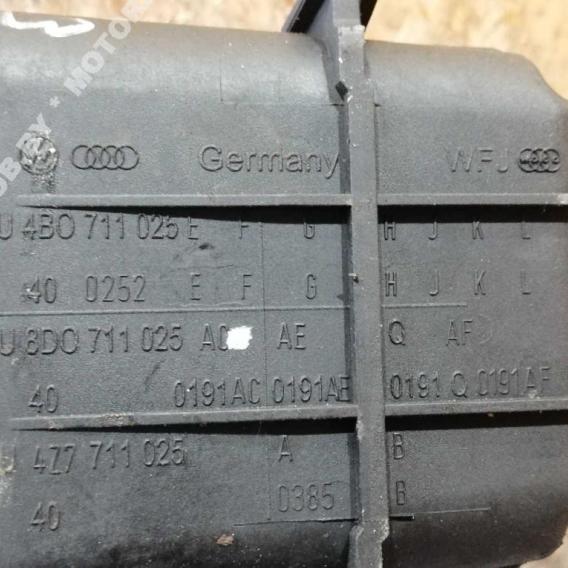 Germany WFJ
U 4B0 711 025 E F G H J K L
40 0252 E F G H J K L
U 8D0 711 025 AE Q AF
40 0191AC 0191AE 0191 Q 0191AF
4Z7 711 025 A B
40 0385 B